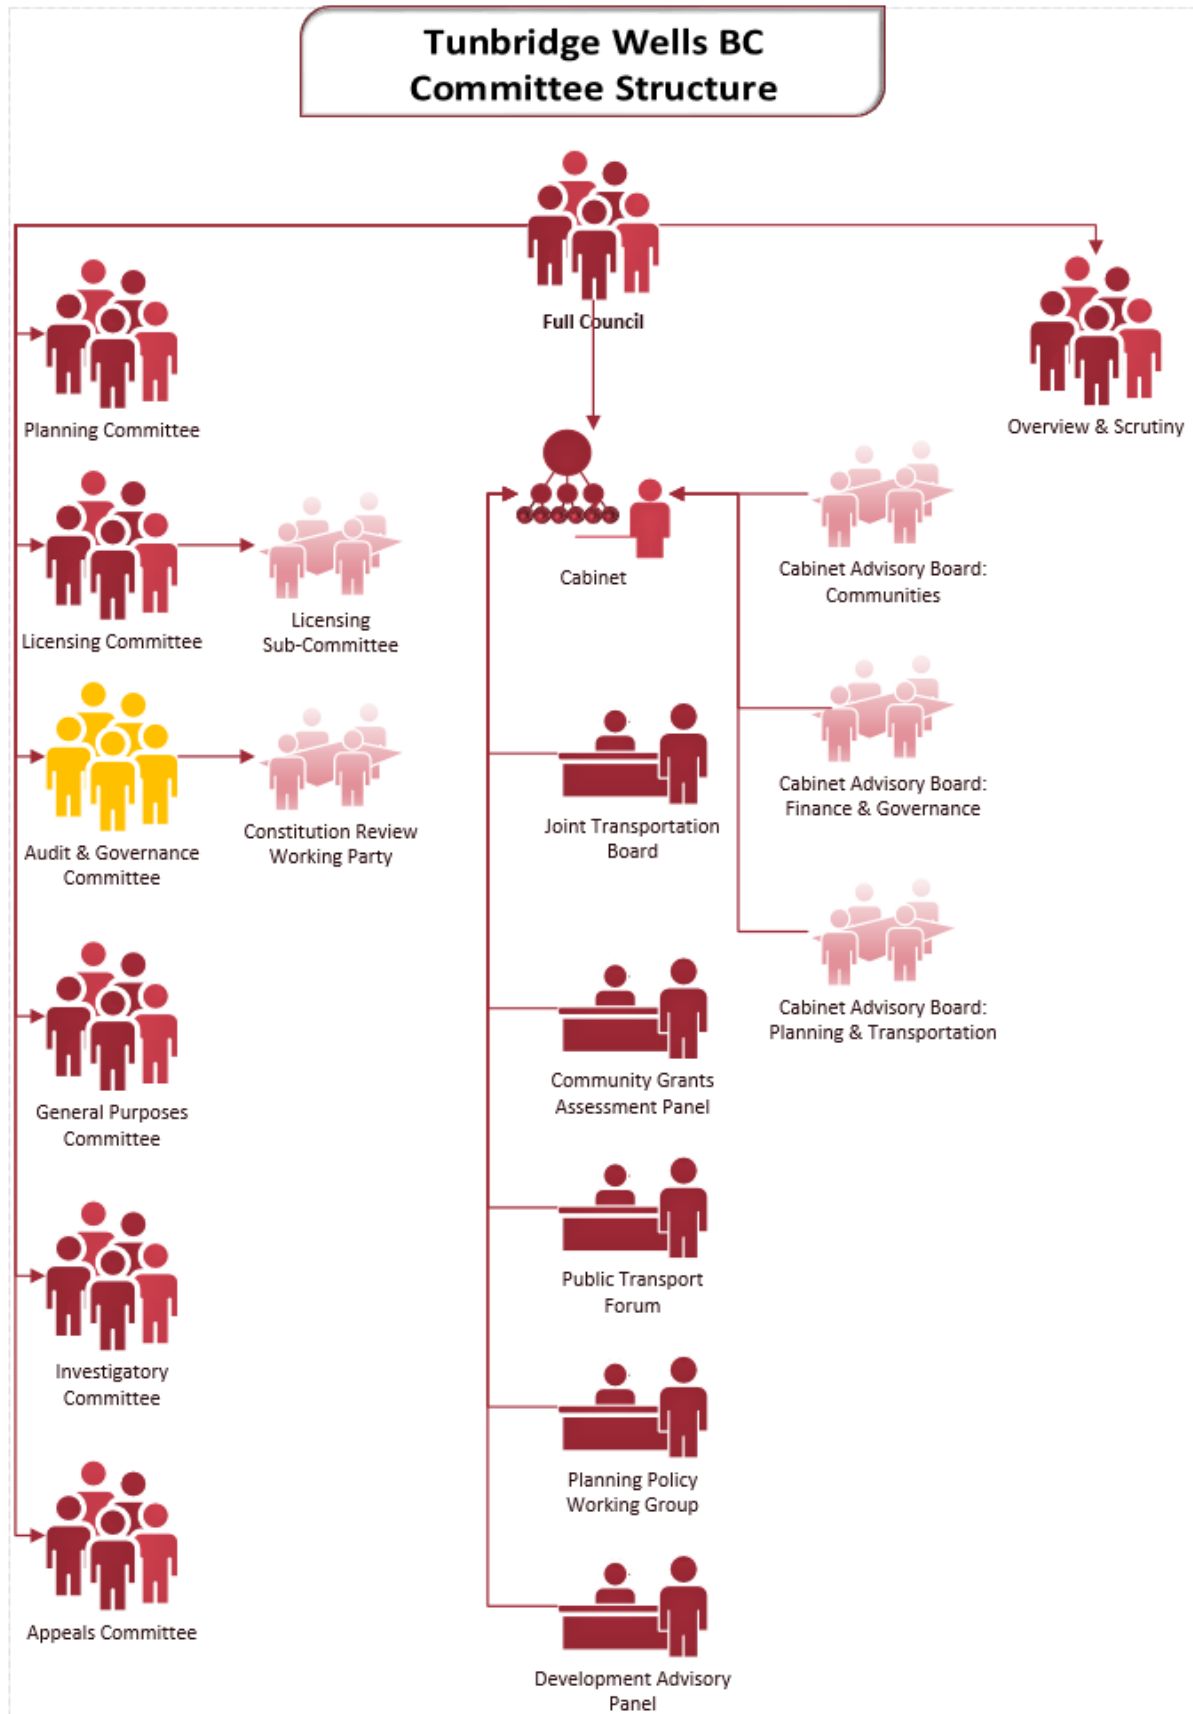 Tunbridge Wells BC
Committee Structure
Full Council
Planning Committee
Overview & Scrutiny
Licensing Committee
Licensing
Sub-Committee
Cabinet
Cabinet Advisory Board:
Communities
Audit & Governance
Committee
Constitution Review
Working Party
Joint Transportation
Board
Cabinet Advisory Board:
Finance & Governance
Cabinet Advisory Board:
Planning & Transportation
General Purposes
Committee
Community Grants
Assessment Panel
Public Transport
Forum
Investigatory
Committee
Planning Policy
Working Group
Appeals Committee
Development Advisory
Panel